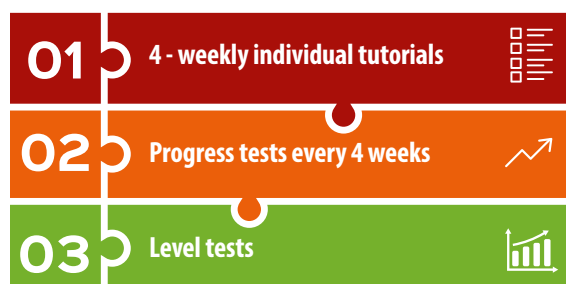 01
4 - weekly individual tutorials
02
Progress tests every 4 weeks
03
Level tests